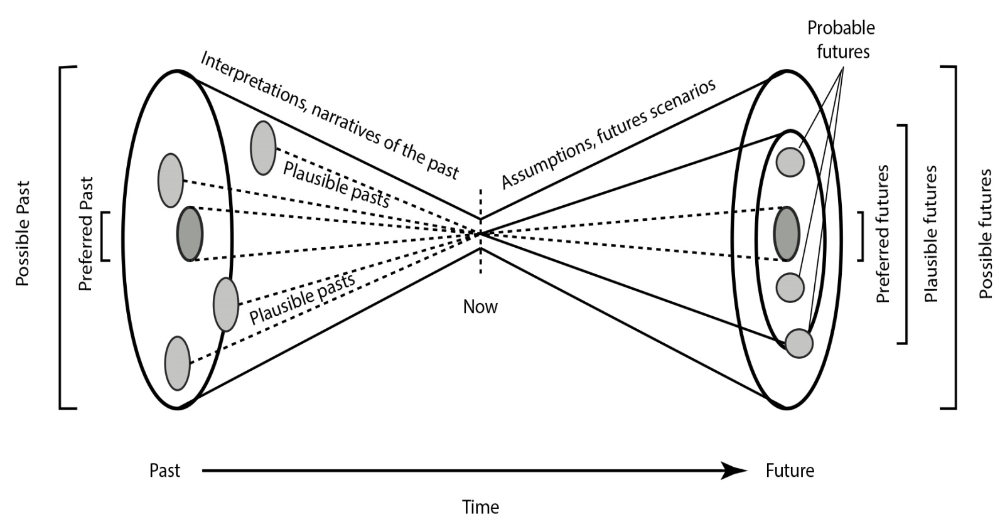 Probable
futures
Interpretations, narratives of the past
Assumptions, futures scenarios
Plausible pasts
Possible Past
Preferred Past
Preferred futures
Plausible futures
Possible futures
Plausible pasts
Now
Past
Future
Time